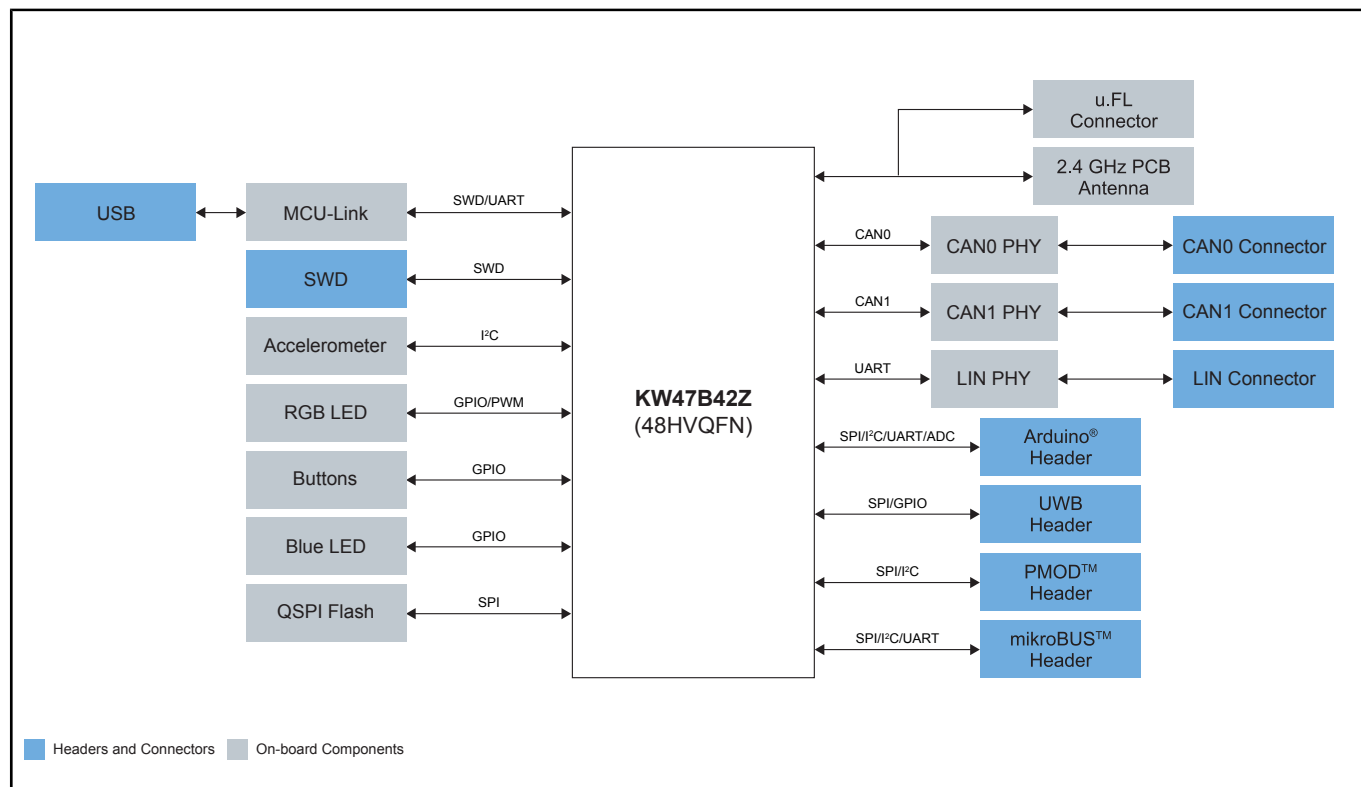 u.FL
Connector
2.4 GHz PCB
Antenna
USB
MCU-Link
SWD/UART
SWD
SWD
Accelerometer
I²C
RGB LED
GPIO/PWM
Buttons
GPIO
Blue LED
GPIO
QSPI Flash
SPI
KW47B42Z
(48HVQFN)
CAN0
CAN0 PHY
CAN0 Connector
CAN1
CAN1 PHY
CAN1 Connector
UART
LIN PHY
LIN Connector
SPI/I²C/UART/ADC
Arduino®
Header
SPI/GPIO
UWB
Header
SPI/I²C
PMOD™
Header
SPI/I²C/UART
mikroBUS™
Header
Headers and Connectors
On-board Components